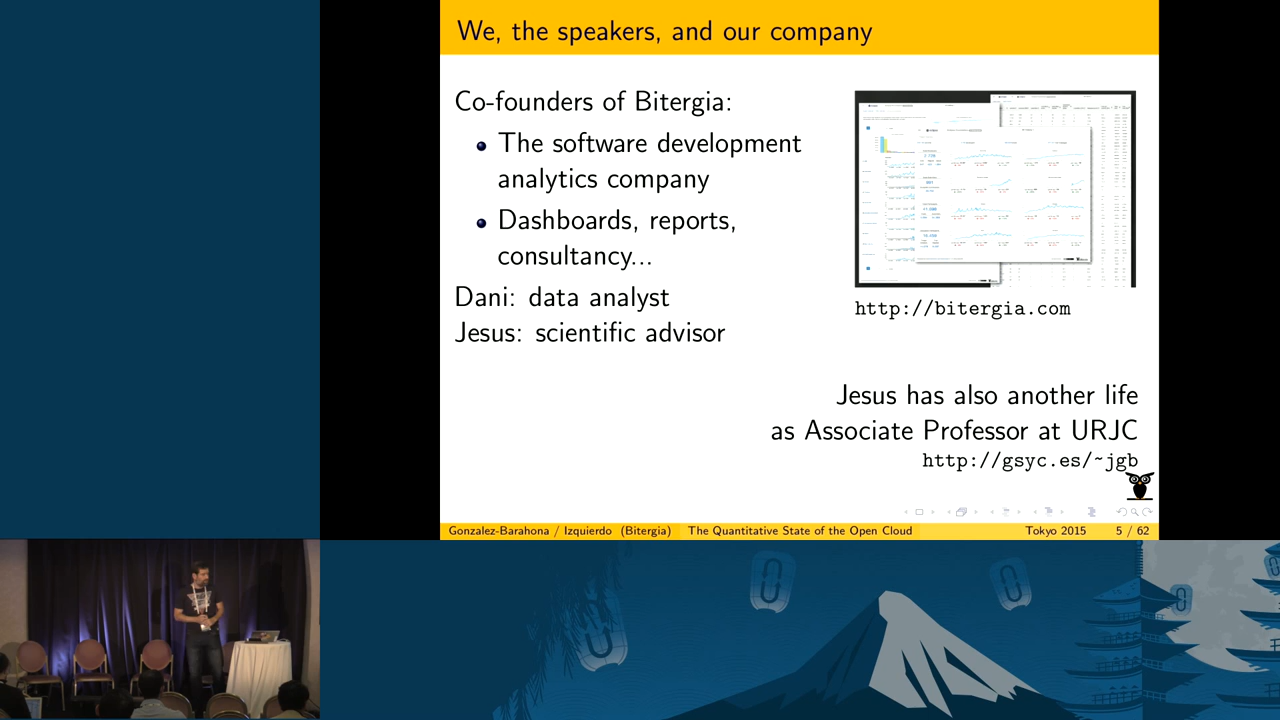 We, the speakers, and our company
Co-founders of Bitergia:
The software development
analytics company
Dashboards, reports,
consultancy...
Dani: data analyst
Jesus: scientific advisor
http://bitergia.com
Jesus has also another life
as Associate Professor at URJC
http://gsyc.es/~jgb
Gonzalez-Barahona / Izquierdo (Bitergia) The Quantitative State of the Open Cloud Tokyo 2015 5 / 62